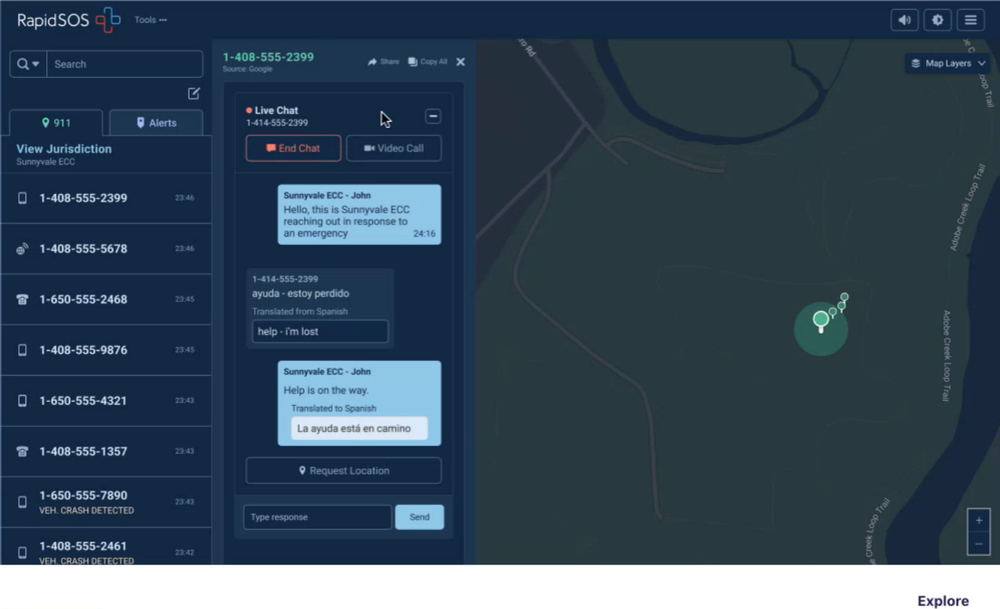 RapidSOS
Tools
Search
911
Alerts
View Jurisdiction
Sunnyvale ECC
1-408-555-2399 23:46
1-408-555-5678 23:46
1-650-555-2468 23:45
1-408-555-9876 23:45
1-650-555-4321 23:43
1-408-555-1357 23:43
1-650-555-7890 23:43
VEH. CRASH DETECTED
1-408-555-2461 23:42
VEH. CRASH DETECTED
1-408-555-2399
Source: Google
Share
Copy All
Live Chat
1-414-555-2399
End Chat
Video Call
Sunnyvale ECC - John
Hello, this is Sunnyvale ECC
reaching out in response to
an emergency 24:16
1-414-555-2399
ayuda - estoy perdido
Translated from Spanish
help - i'm lost
Sunnyvale ECC - John
Help is on the way.
Translated to Spanish
La ayuda está en camino
Request Location
Type response
Send
ro Rd
Map Layers
Adobe Creek Loop Trail
Adobe Creek Loop Trail
e Creek Loop Trail
Explore